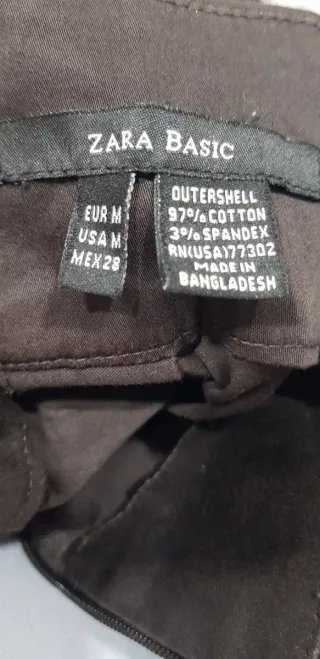 ZARA BASIC
EUR M
USA M
MEX 28
OUTERSHELL
97% COTTON
3% SPANDEX
RN(USA)77302
MADE IN
BANGLADESH